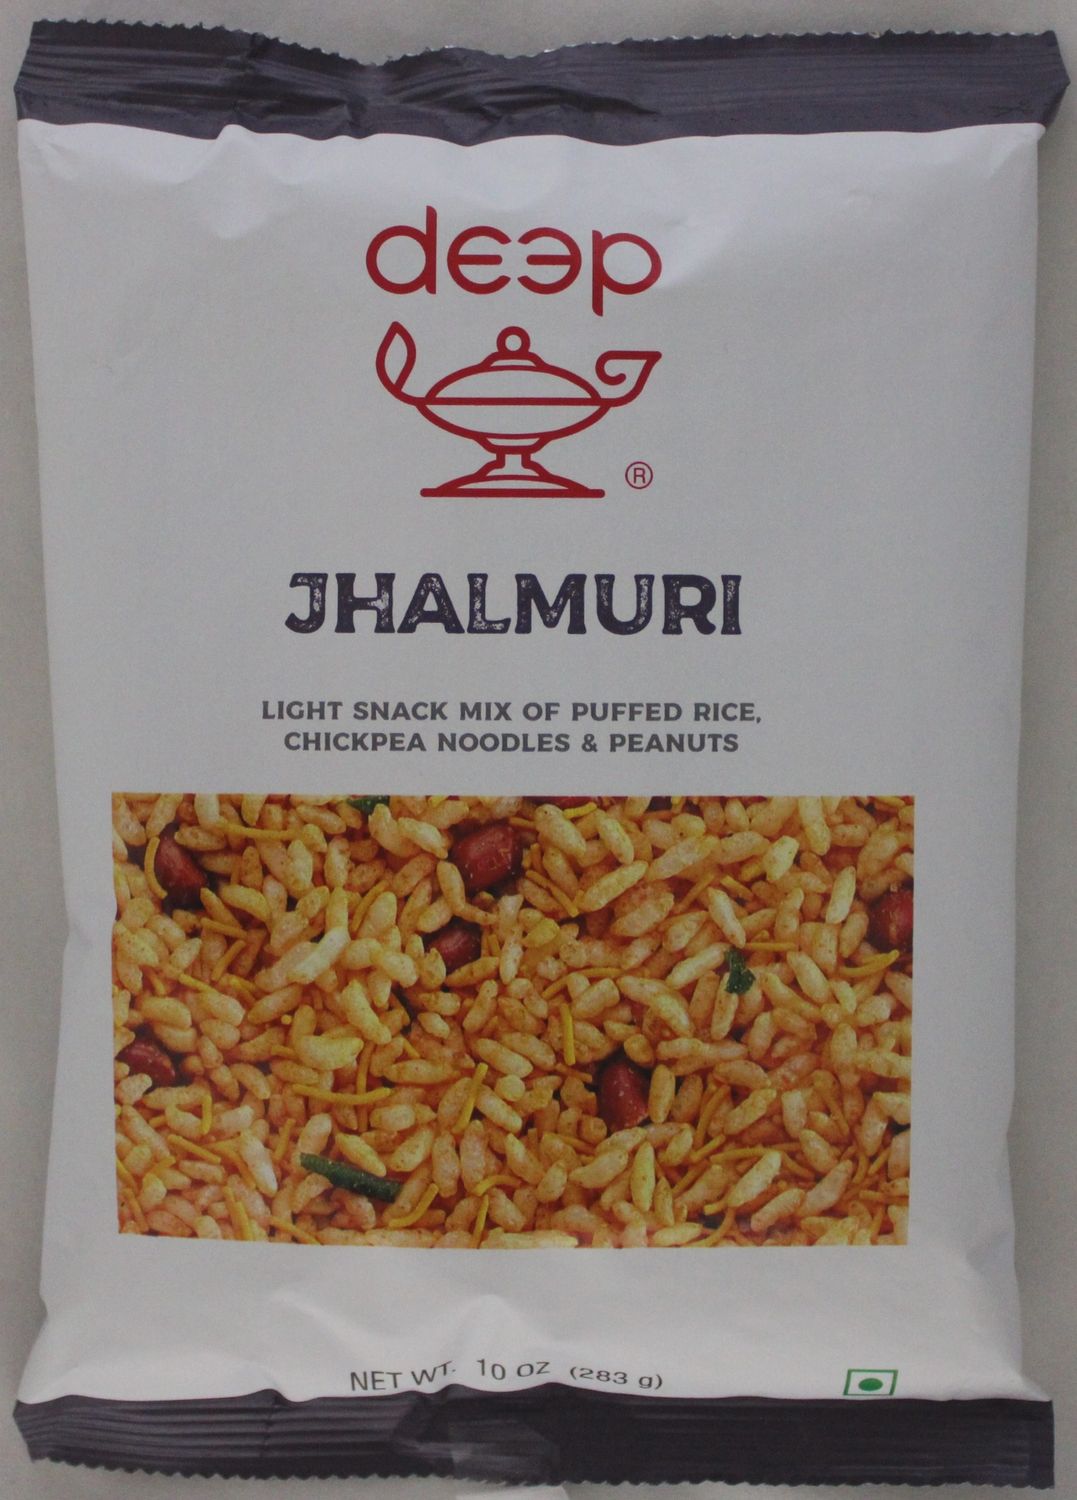 deep
®
JHALMURI
LIGHT SNACK MIX OF PUFFED RICE,
CHICKPEA NOODLES & PEANUTS
NET WT. 10 OZ (283 g)